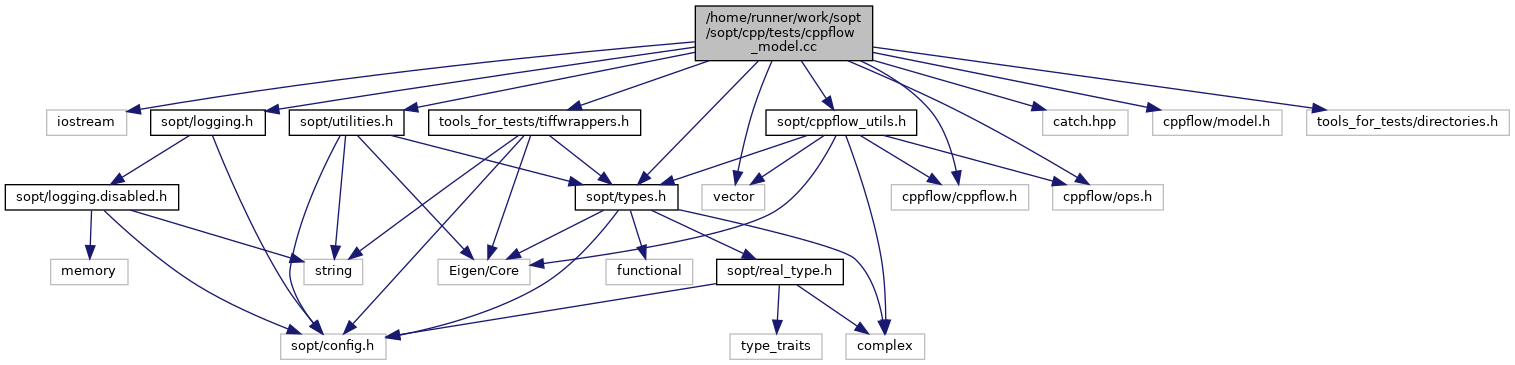 /home/runner/work/sopt
/sopt/cpp/tests/cppflow
_model.cc
iostream
sopt/logging.h
sopt/utilities.h
tools_for_tests/tiffwrappers.h
sopt/cppflow_utils.h
catch.hpp
cppflow/model.h
tools_for_tests/directories.h
sopt/logging.disabled.h
sopt/types.h
vector
cppflow/cppflow.h
cppflow/ops.h
memory
string
Eigen/Core
functional
sopt/real_type.h
sopt/config.h
type_traits
complex